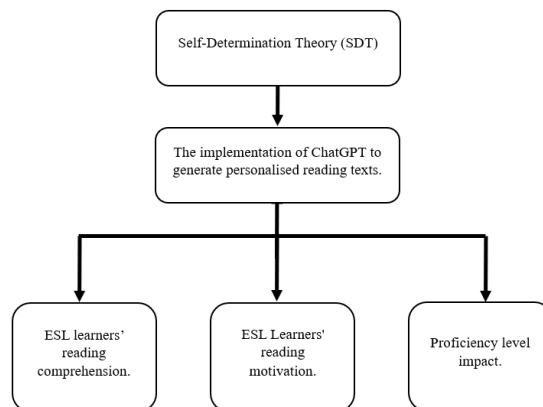 Self-Determination Theory (SDT)
The implementation of ChatGPT to
generate personalised reading texts.
ESL learners’
reading
comprehension.
ESL Learners'
reading
motivation.
Proficiency level
impact.